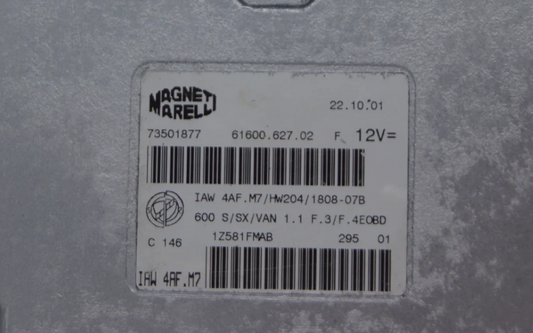 MAGNETI
MARELLI
22.10.01
73501877 61600.627.02 F. 12V=
IAW 4AF.M7/HW204/1808-07B
600 S/SX/VAN 1.1 F.3/F.4EOBD
C 146 1Z581FMAB 295 01
IAW 4AF.M7